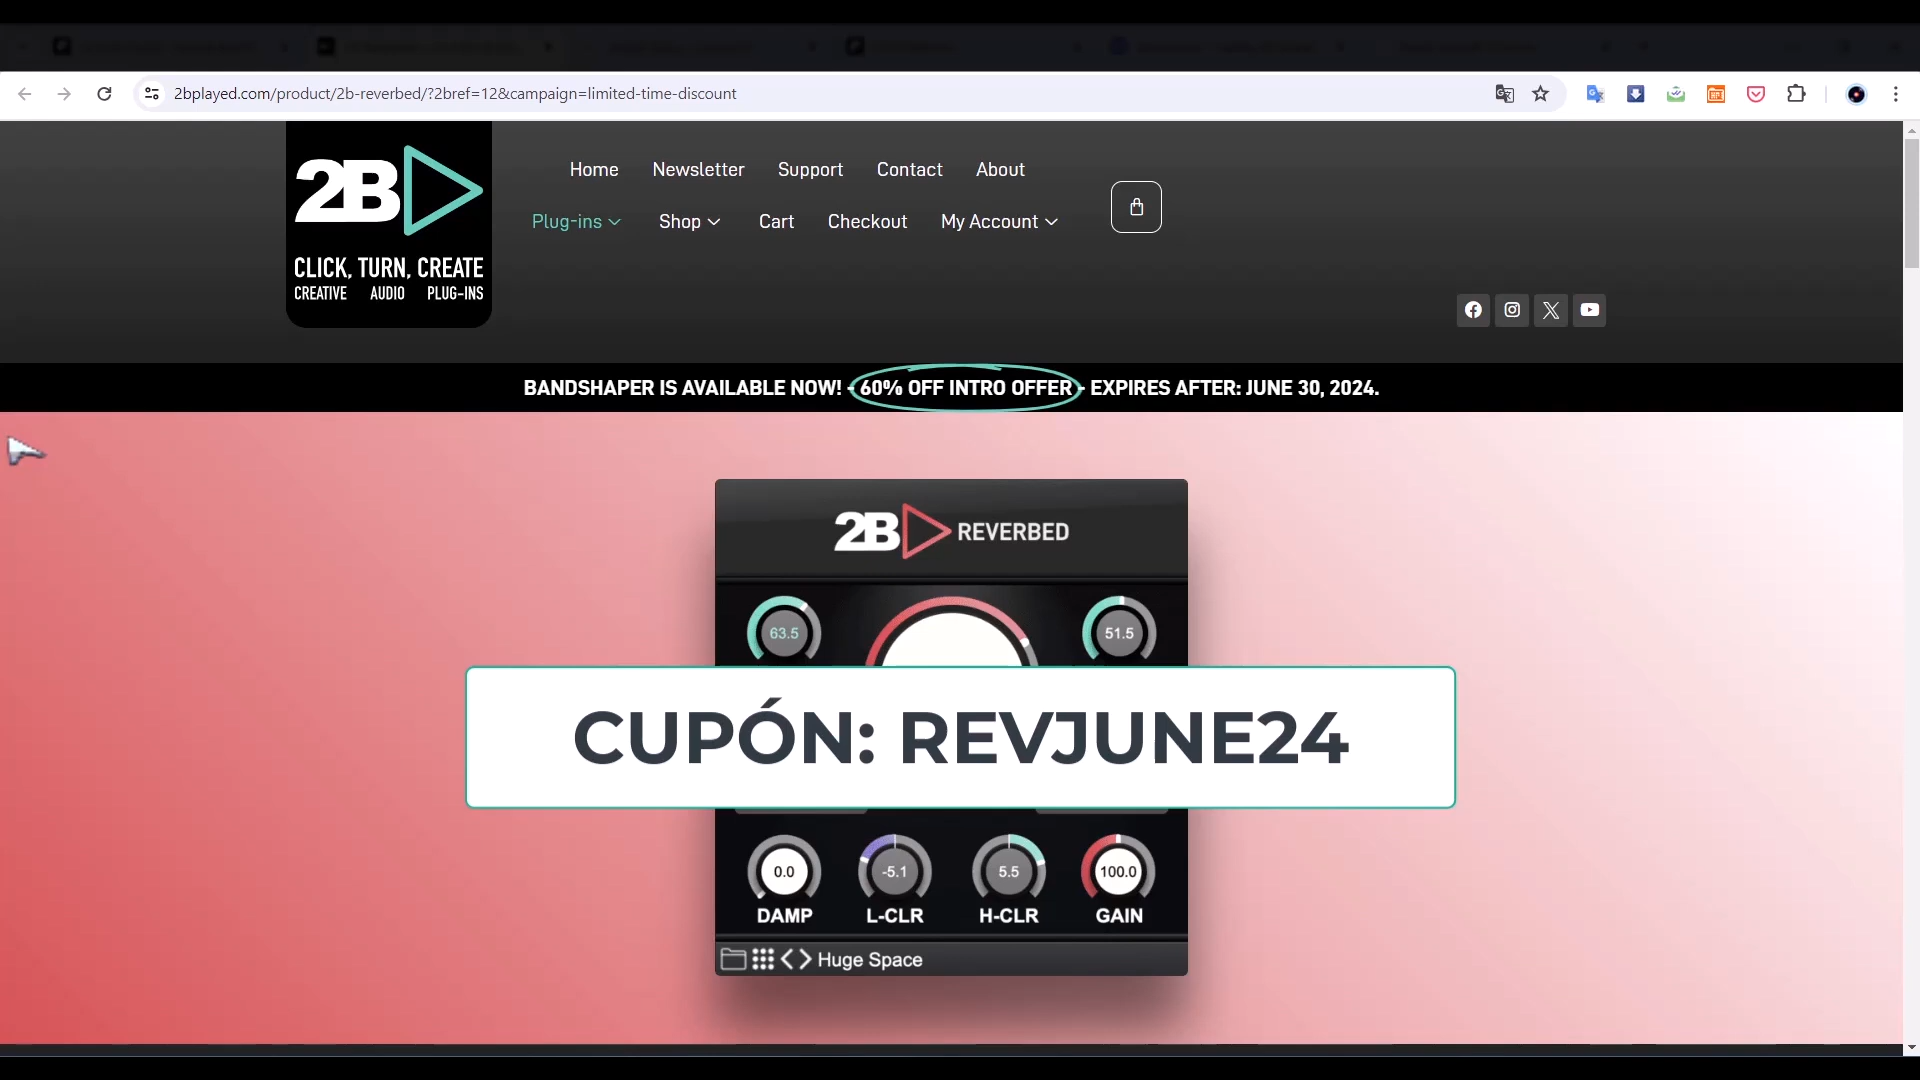 2bplayed.com/product/2b-reverbed/?2bref=12&campaign=limited-time-discount
2B
CLICK, TURN, CREATE
CREATIVE AUDIO PLUG-INS
Home Newsletter Support Contact About
Plug-ins Shop Cart Checkout My Account
BANDSHAPER IS AVAILABLE NOW! - 60% OFF INTRO OFFER - EXPIRES AFTER: JUNE 30, 2024.
2B REVERBED
63.5 51.5
CUPÓN: REVJUNE24
0.0 -5.1 5.5 100.0
DAMP L-CLR H-CLR GAIN
Huge Space